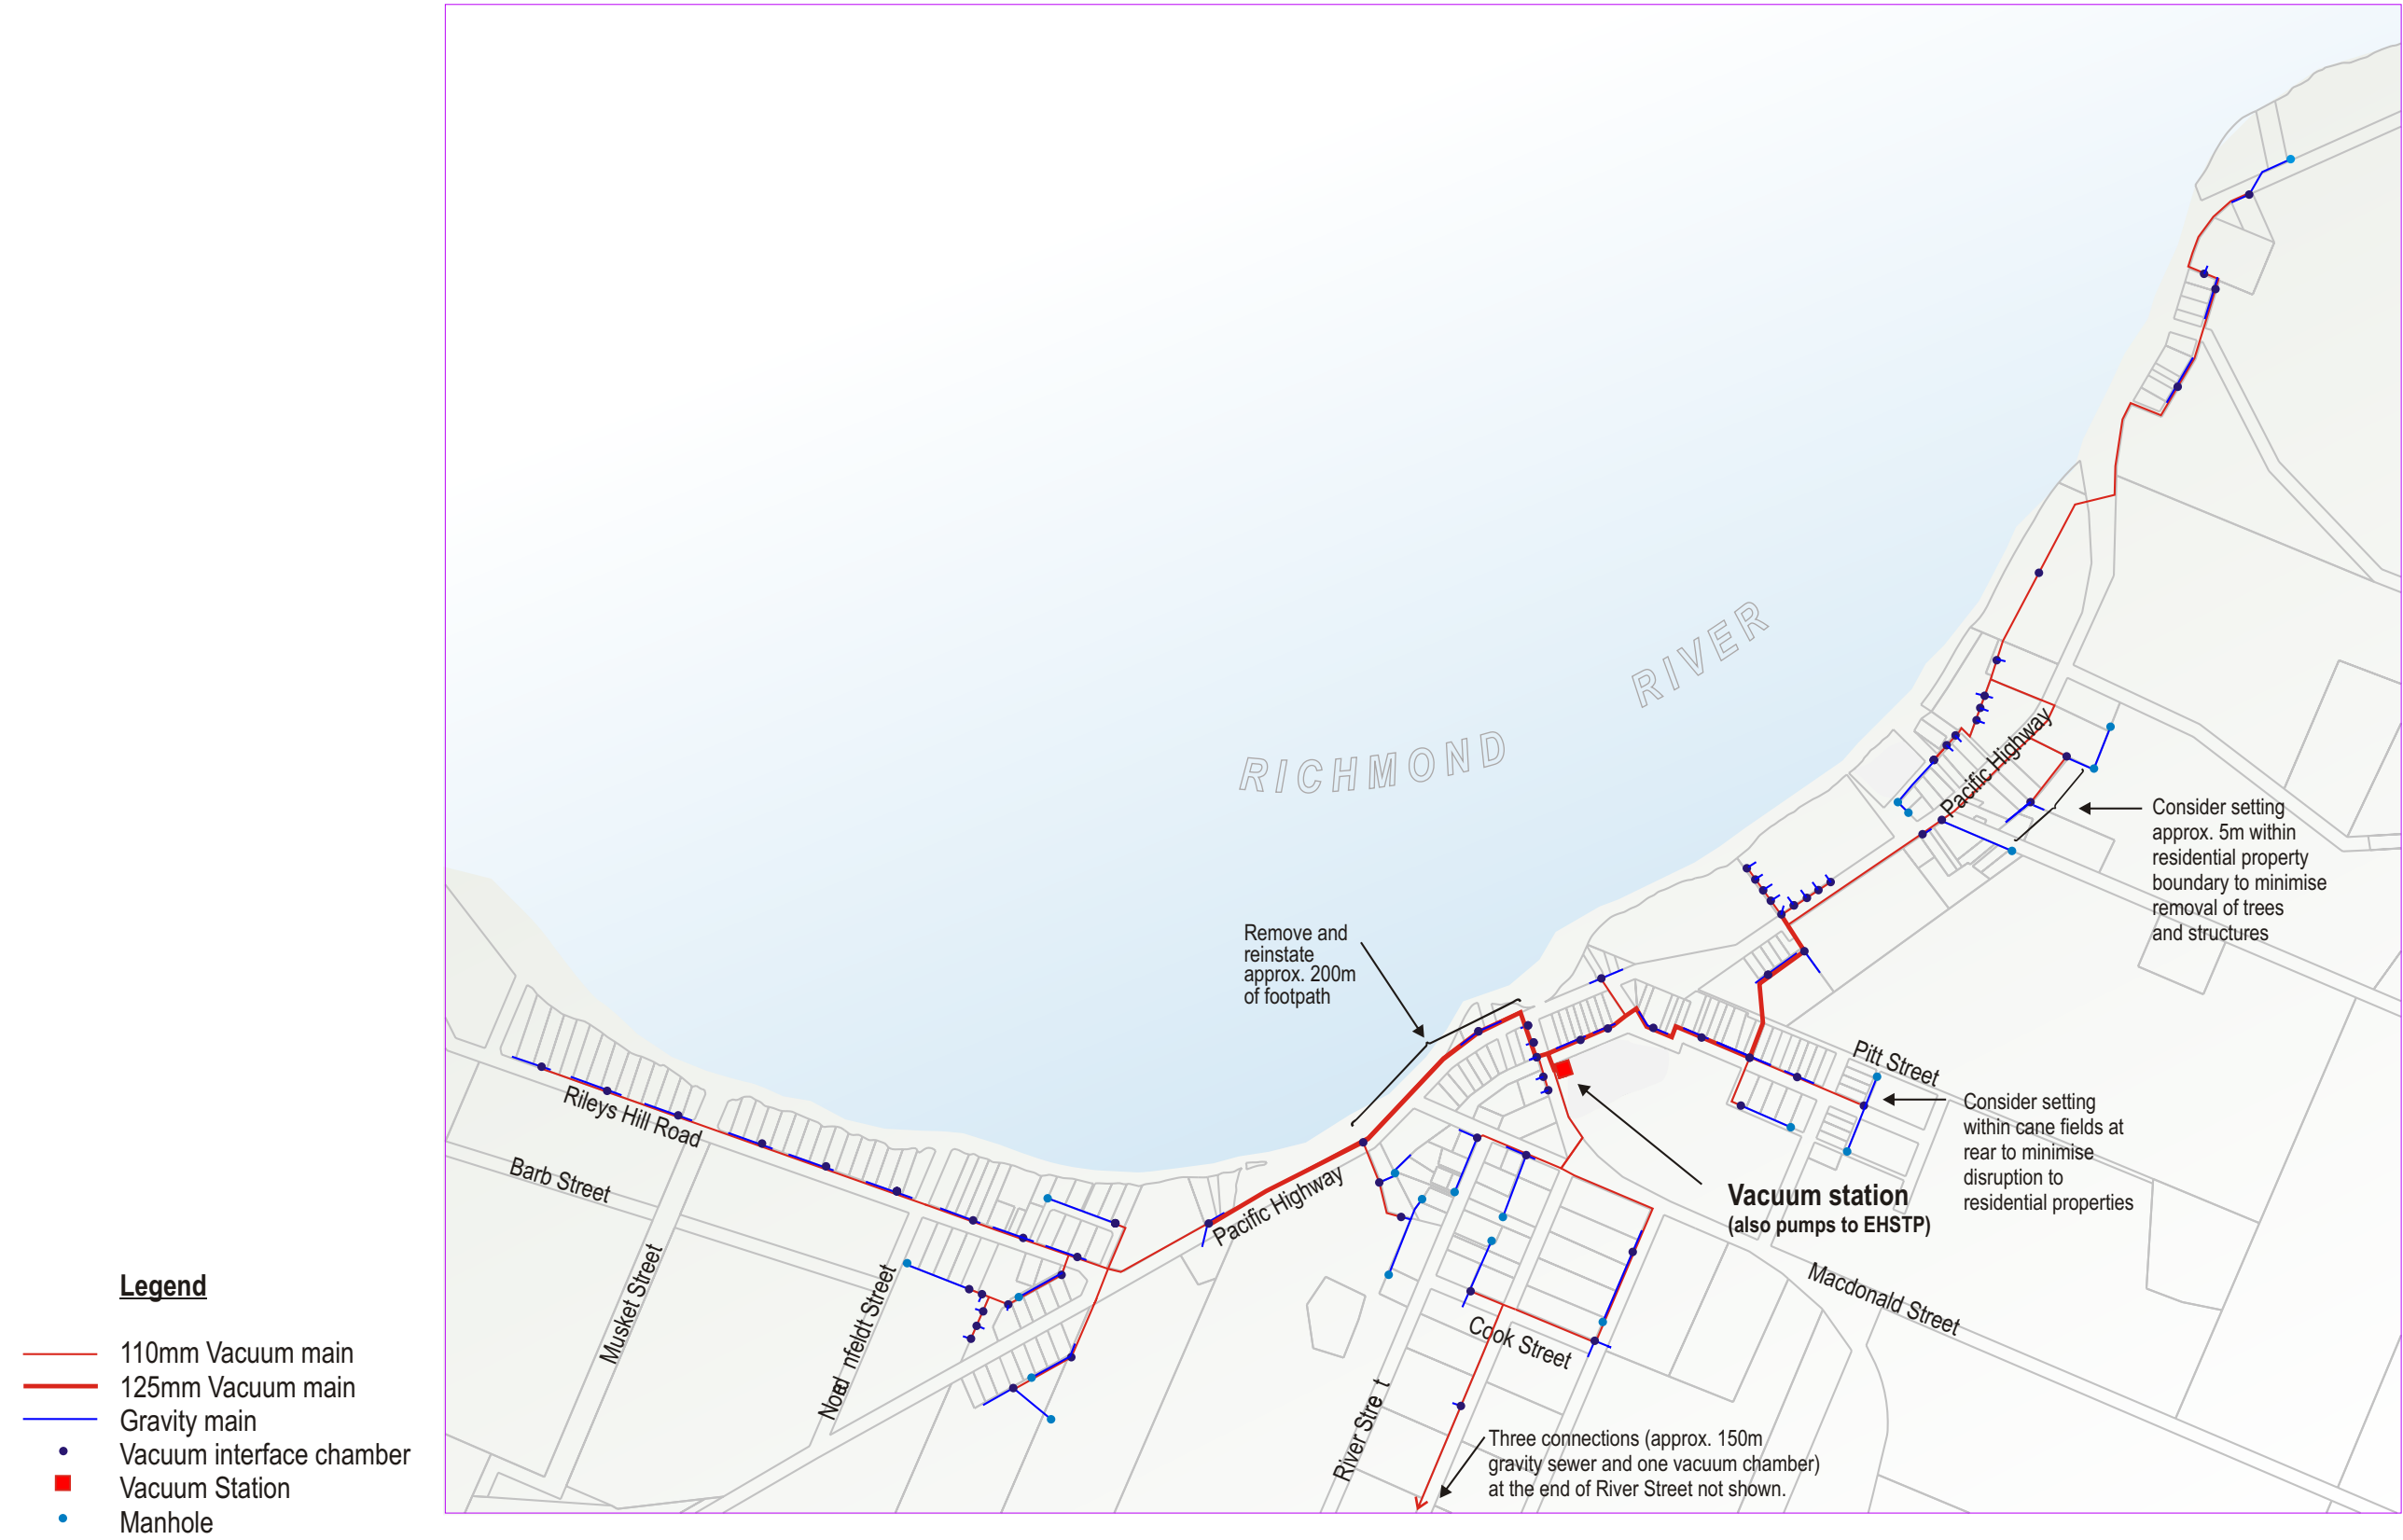 RICHMOND
RIVER
Pacific Highway
Consider setting
approx. 5m within
residential property
boundary to minimise
removal of trees
and structures
Remove and
reinstate
approx. 200m
of footpath
Pitt Street
Consider setting
within cane fields at
rear to minimise
disruption to
residential properties
Rileys Hill Road
Barb Street
Pacific Highway
Vacuum station
(also pumps to EHSTP)
Musket Street
nfeldt Street
Macdonald Street
Cook Street
River Stre t
Three connections (approx. 150m
gravity sewer and one vacuum chamber)
at the end of River Street not shown.
Legend
110mm Vacuum main
125mm Vacuum main
Gravity main
Vacuum interface chamber
Vacuum Station
Manhole